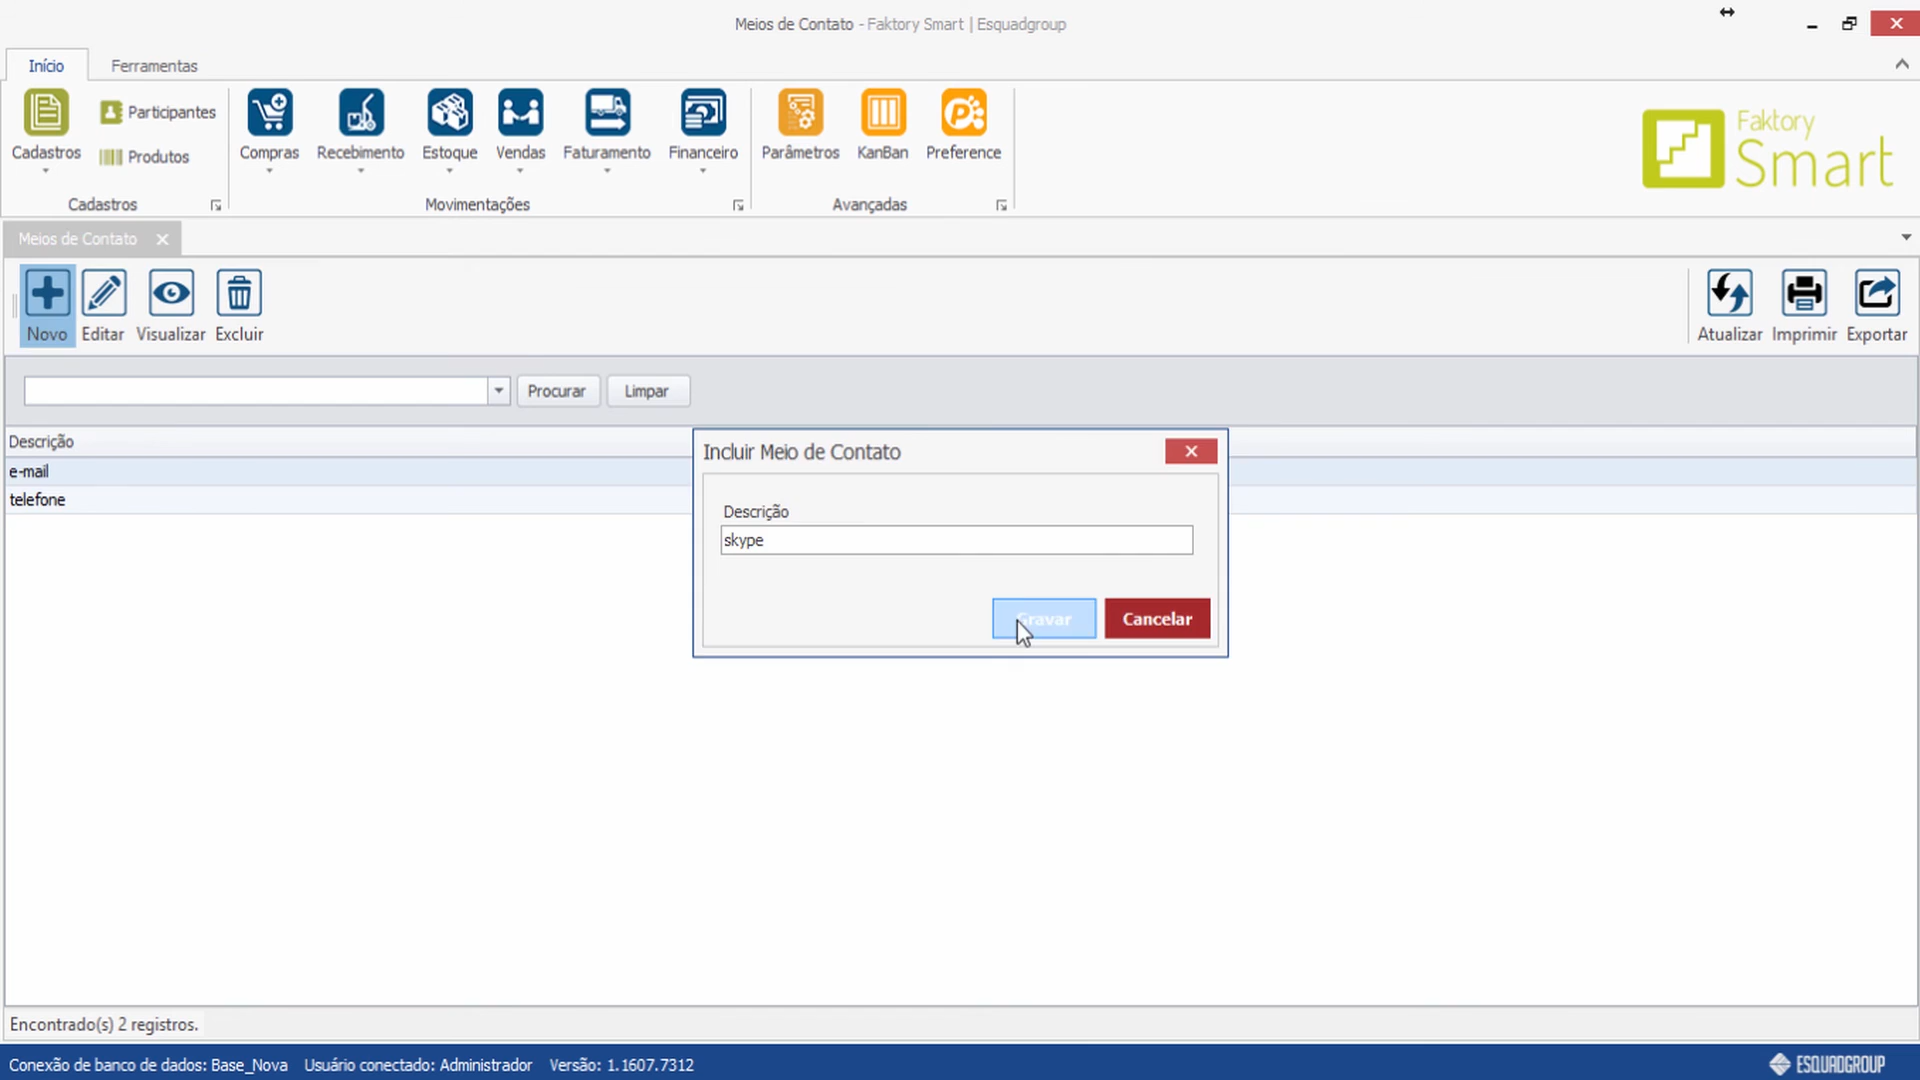 Meios de Contato - Faktory Smart | Esquadgroup
Início Ferramentas
Cadastros Participantes Produtos Compras Recebimento Estoque Vendas Faturamento Financeiro Parâmetros KanBan Preference
Faktory
Smart
Cadastros Movimentações Avançadas
Meios de Contato
Novo Editar Visualizar Excluir Atualizar Imprimir Exportar
Procurar Limpar
Descrição
e-mail
telefone
Incluir Meio de Contato
Descrição
skype
Gravar Cancelar
Encontrado(s) 2 registros.
Conexão de banco de dados: Base_Nova Usuário conectado: Administrador Versão: 1.1607.7312 ESQUADGROUP